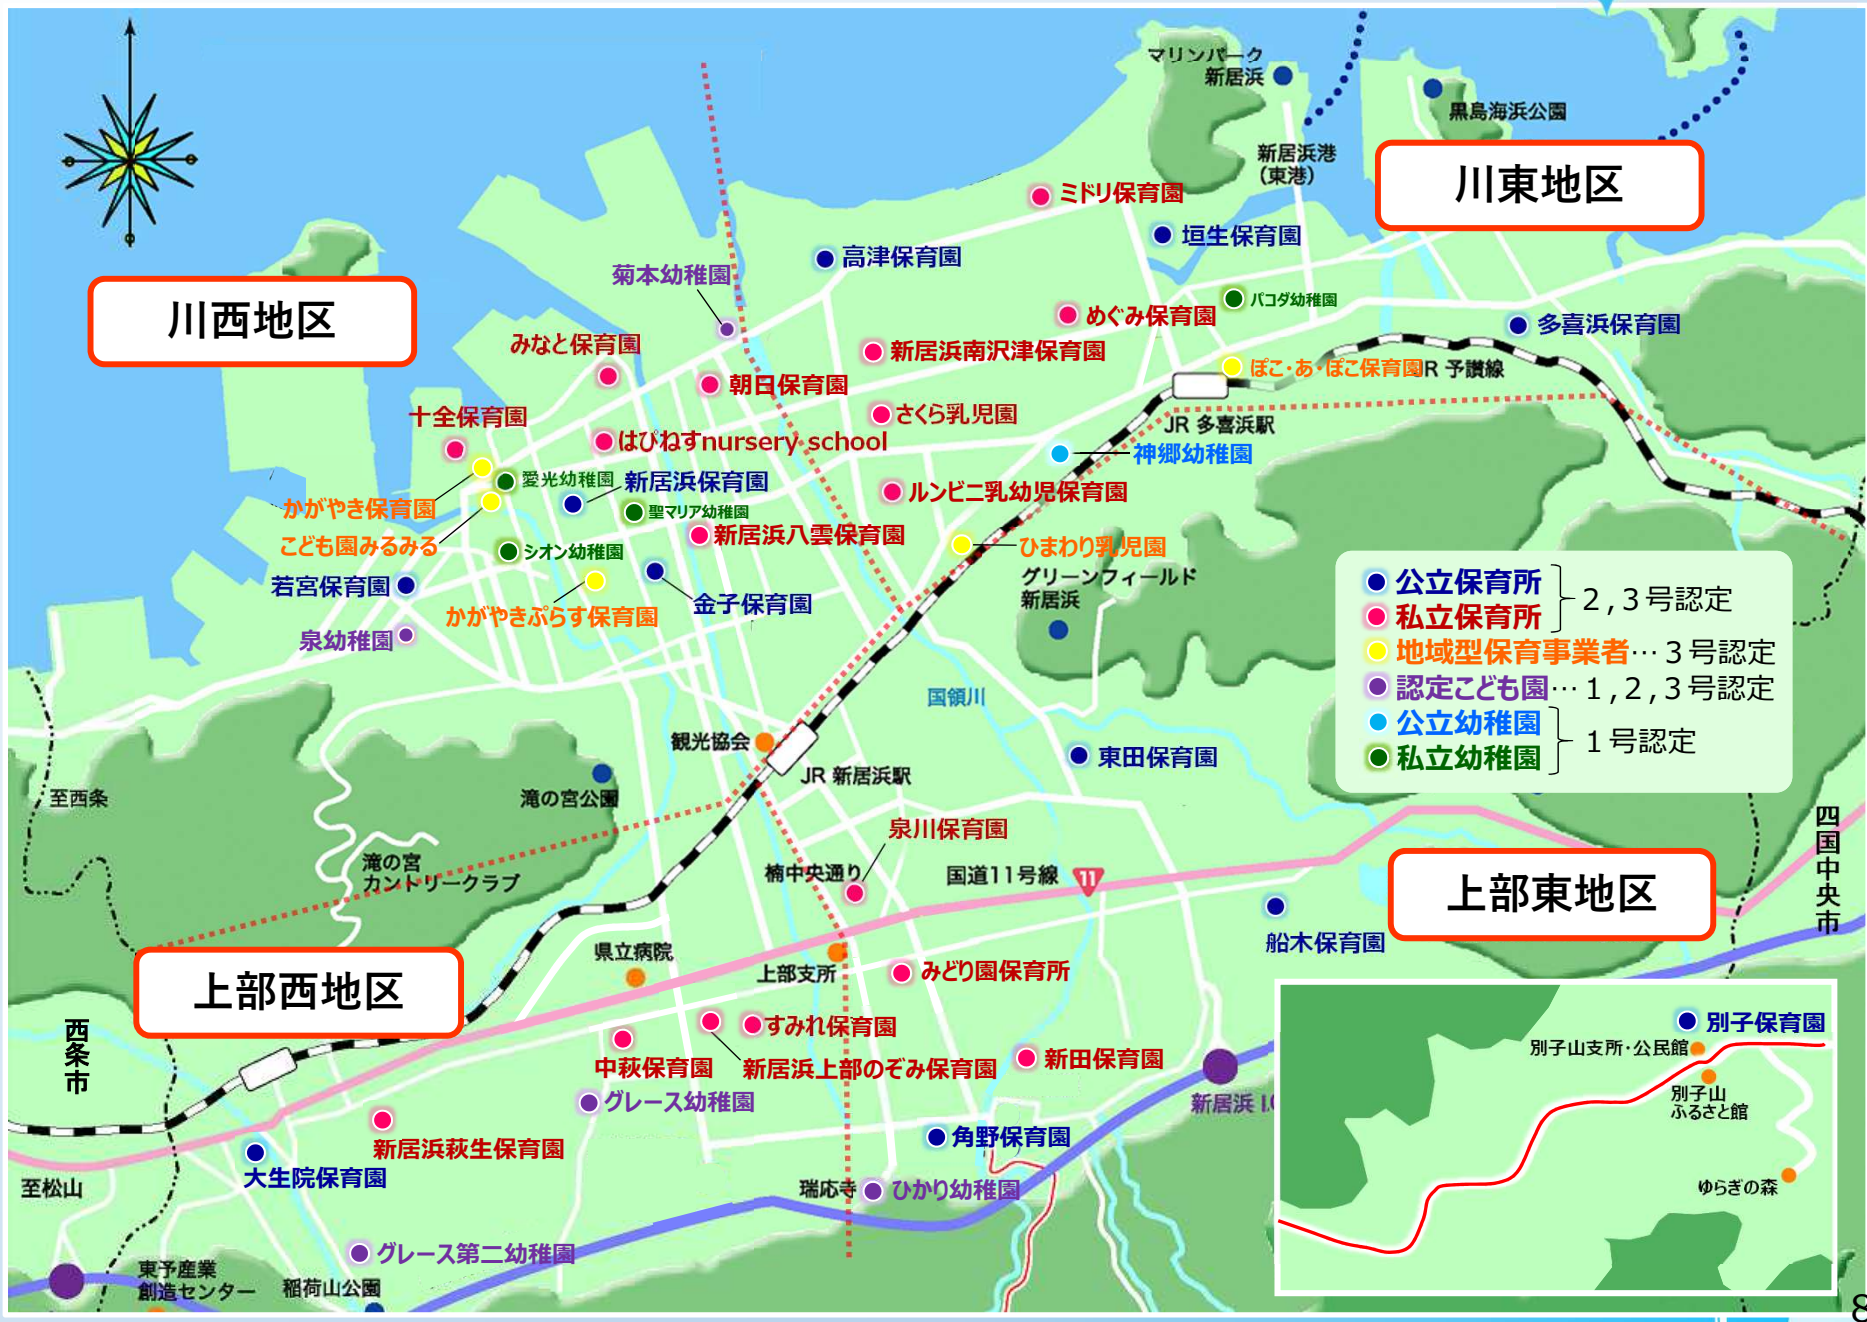 マリンパーク
新居浜
黒島海浜公園
新居浜港
(東港)
川東地区
ミドリ保育園
垣生保育園
高津保育園
菊本幼稚園
川西地区
パコダ幼稚園
めぐみ保育園
多喜浜保育園
みなと保育園
新居浜南沢津保育園
ぽこ・あ・ぽこ保育園
JR 予讃線
朝日保育園
十全保育園
さくら乳児園
JR 多喜浜駅
はぴねすnursery school
神郷幼稚園
愛光幼稚園
新居浜保育園
ルンビニ乳幼児保育園
かがやき保育園
聖マリア幼稚園
新居浜八雲保育園
こども園みるみる
シオン幼稚園
ひまわり乳児園
若宮保育園
グリーンフィールド
新居浜
金子保育園
かがやきぷらす保育園
泉幼稚園
公立保育所
私立保育所
2,3号認定
地域型保育事業者…3号認定
認定こども園…1,2,3号認定
公立幼稚園
私立幼稚園
1号認定
国領川
観光協会
東田保育園
JR 新居浜駅
至西条
滝の宮公園
泉川保育園
四国中央市
滝の宮
カントリークラブ
楠中央通り
国道11号線
11
上部東地区
船木保育園
県立病院
上部支所
みどり園保育所
上部西地区
西条市
すみれ保育園
中萩保育園
新居浜上部のぞみ保育園
新田保育園
グレース幼稚園
新居浜 I.C
新居浜萩生保育園
角野保育園
大生院保育園
至松山
瑞応寺
ひかり幼稚園
グレース第二幼稚園
東予産業
創造センター
稲荷山公園
別子保育園
別子山支所・公民館
別子山
ふるさと館
ゆらぎの森
8